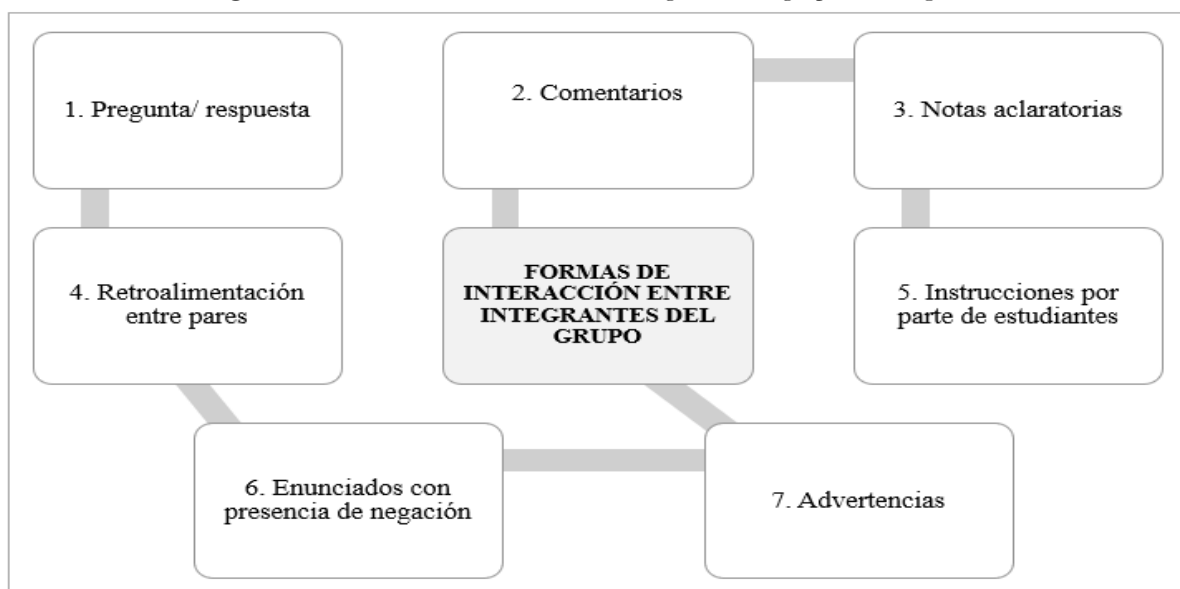 1. Pregunta/ respuesta
2. Comentarios
3. Notas aclaratorias
4. Retroalimentación
entre pares
FORMAS DE
INTERACCIÓN ENTRE
INTEGRANTES DEL
GRUPO
5. Instrucciones por
parte de estudiantes
6. Enunciados con
presencia de negación
7. Advertencias